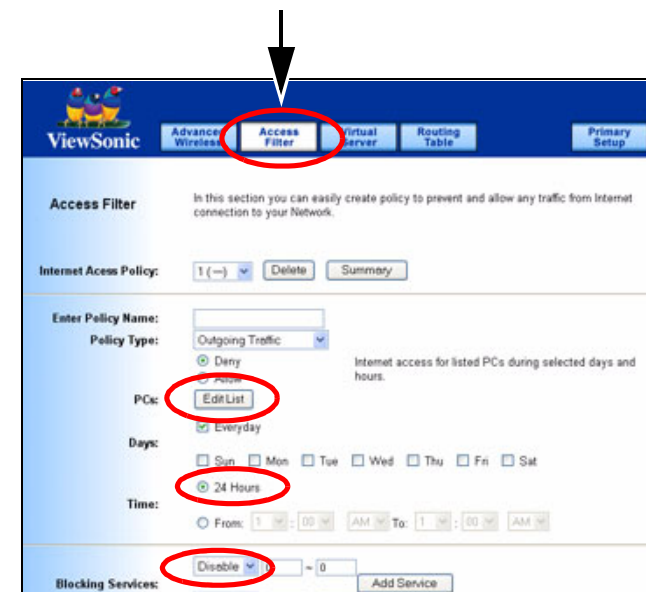 ViewSonic
Advanced Wireless
Access Filter
Virtual Server
Routing Table
Primary Setup
Access Filter
In this section you can easily create policy to prevent and allow any traffic from Internet
connection to your Network.
Internet Acess Policy: 1 (—) Delete Summary
Enter Policy Name:
Policy Type: Outgoing Traffic
Deny Internet access for listed PCs during selected days and
Allow hours.
PCs: Edit List
Everyday
Days:
Sun Mon Tue Wed Thu Fri Sat
24 Hours
Time:
From: 1 : 00 AM To: 1 : 00 AM
Disable 0 ~ 0
Blocking Services: Add Service